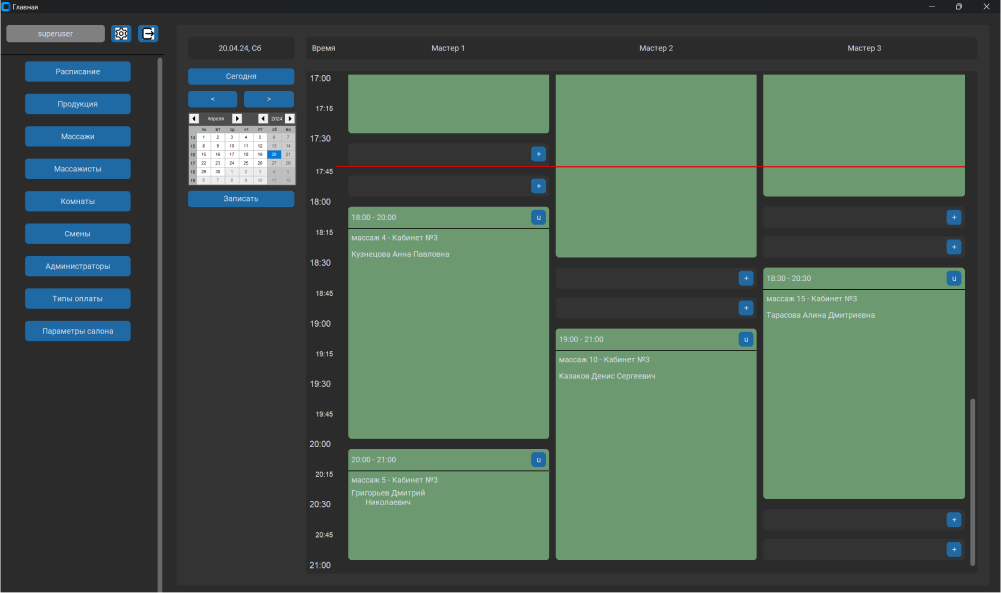 Главная
superuser
Расписание
Продукция
Массажи
Массажисты
Комнаты
Смены
Администраторы
Типы оплаты
Параметры салона
20.04.24, Сб
Сегодня
<
>
Апрель 2024
пн вт ср чт пт сб вс
14 1 2 3 4 5 6 7
15 8 9 10 11 12 13 14
16 15 16 17 18 19 20 21
17 22 23 24 25 26 27 28
18 29 30 1 2 3 4 5
19 6 7 8 9 10 11 12
Записать
Время Мастер 1 Мастер 2 Мастер 3
17:00
17:15
17:30
17:45
18:00
18:15
18:30
18:45
19:00
19:15
19:30
19:45
20:00
20:15
20:30
20:45
21:00
+
+
18:00 - 20:00 u
массаж 4 - Кабинет №3
Кузнецова Анна Павловна
20:00 - 21:00 u
массаж 5 - Кабинет №3
Григорьев Дмитрий
Николаевич
+
+
19:00 - 21:00 u
массаж 10 - Кабинет №3
Казаков Денис Сергеевич
+
+
18:30 - 20:30 u
массаж 15 - Кабинет №3
Тарасова Алина Дмитриевна
+
+